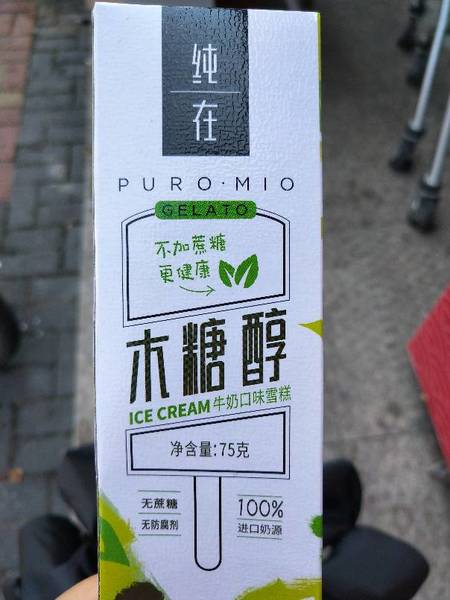 纯
在
PURO·MIO
GELATO
不加蔗糖
更健康
木糖醇
ICE CREAM 牛奶口味雪糕
净含量:75克
无蔗糖
无防腐剂
100%
进口奶源